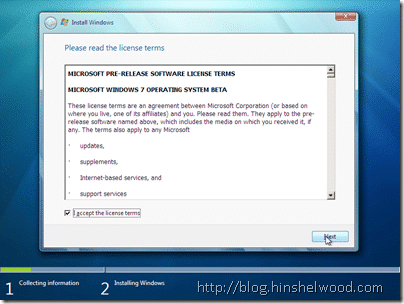 Install Windows
Please read the license terms
MICROSOFT PRE-RELEASE SOFTWARE LICENSE TERMS
MICROSOFT WINDOWS 7 OPERATING SYSTEM BETA
These license terms are an agreement between Microsoft Corporation (or based on
where you live, one of its affiliates) and you. Please read them. They apply to the pre-
release software named above, which includes the media on which you received it, if
any. The terms also apply to any Microsoft
· updates,
· supplements,
· Internet-based services, and
· support services
I accept the license terms
Next
1 Collecting information 2 Installing Windows
http://blog.hinshelwood.com